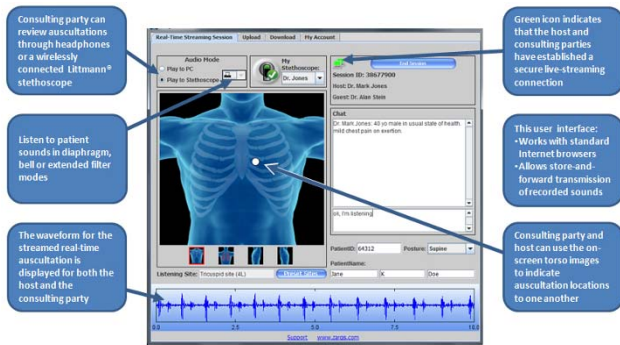 Consulting party can
review auscultations
through headphones
or a wirelessly
connected Littmann®
stethoscope
Listen to patient
sounds in diaphragm,
bell or extended filter
modes
The waveform for the
streamed real-time
auscultation is
displayed for both the
host and the
consulting party
Real-Time Streaming Session Upload Download My Account
Audio Mode
Play to PC
Play to Stethoscope
My
Stethoscope:
Dr. Jones
End Session
Session ID: 38677908
Host: Dr. Mark Jones
Guest: Dr. Alan Stein
Chat
Dr. Mark Jones: 40 yo male in usual state of health.
mild chest pain on exertion.
ok, I'm listening
PatientID: 64312 Posture: Supine
PatientName:
Jane X Doe
Listening Site: Tricuspid site (4L) Preset Sites
0.0 2.5 5.0 7.5 10.0
Support www.zargis.com
Green icon indicates
that the host and
consulting parties
have established a
secure live-streaming
connection
This user interface:
•Works with standard
Internet browsers
•Allows store-and-
forward transmission
of recorded sounds
Consulting party and
host can use the on-
screen torso images
to indicate
auscultation locations
to one another